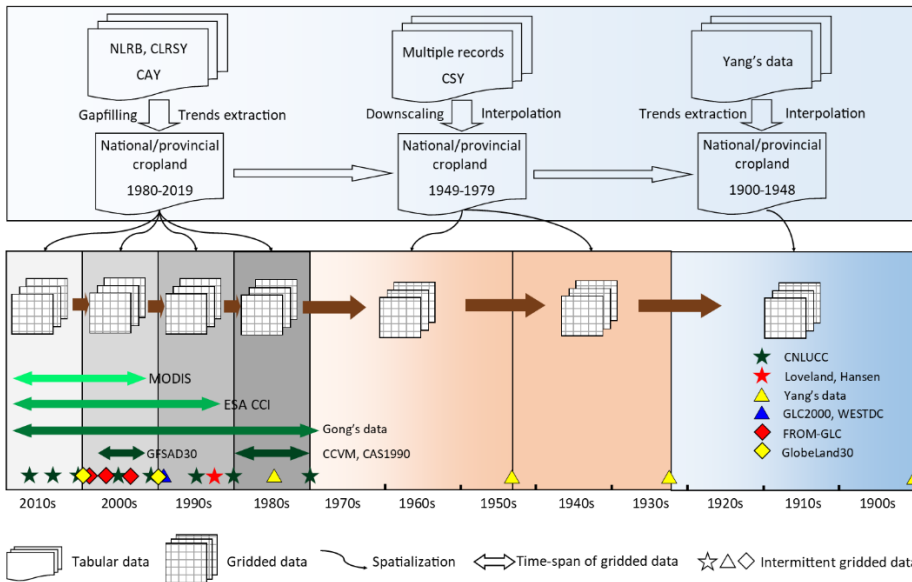 NLRB, CLRSY
CAY
Multiple records
CSY
Yang's data
Gapfilling
Trends extraction
Downscaling
Interpolation
Trends extraction
Interpolation
National/provincial
cropland
1980-2019
National/provincial
cropland
1949-1979
National/provincial
cropland
1900-1948
MODIS
ESA CCI
Gong's data
GFSAD30
CCVM, CAS1990
CNLUCC
Loveland, Hansen
Yang's data
GLC2000, WESTDC
FROM-GLC
GlobeLand30
2010s
2000s
1990s
1980s
1970s
1960s
1950s
1940s
1930s
1920s
1910s
1900s
Tabular data
Gridded data
Spatialization
Time-span of gridded data
Intermittent gridded data